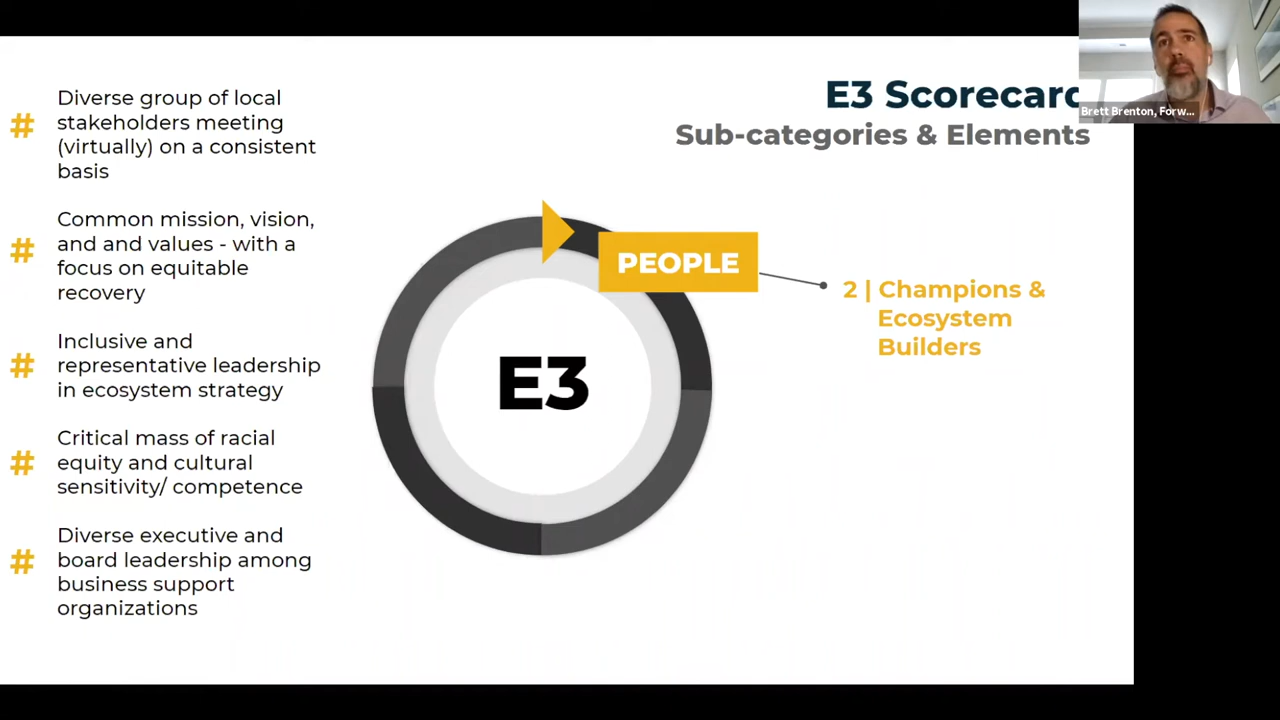 E3 Scorecard
Sub-categories & Elements
Brett Brenton, Forw...
# Diverse group of local
stakeholders meeting
(virtually) on a consistent
basis
# Common mission, vision,
and and values - with a
focus on equitable
recovery
# Inclusive and
representative leadership
in ecosystem strategy
# Critical mass of racial
equity and cultural
sensitivity/ competence
# Diverse executive and
board leadership among
business support
organizations
PEOPLE
E3
2 | Champions &
Ecosystem
Builders